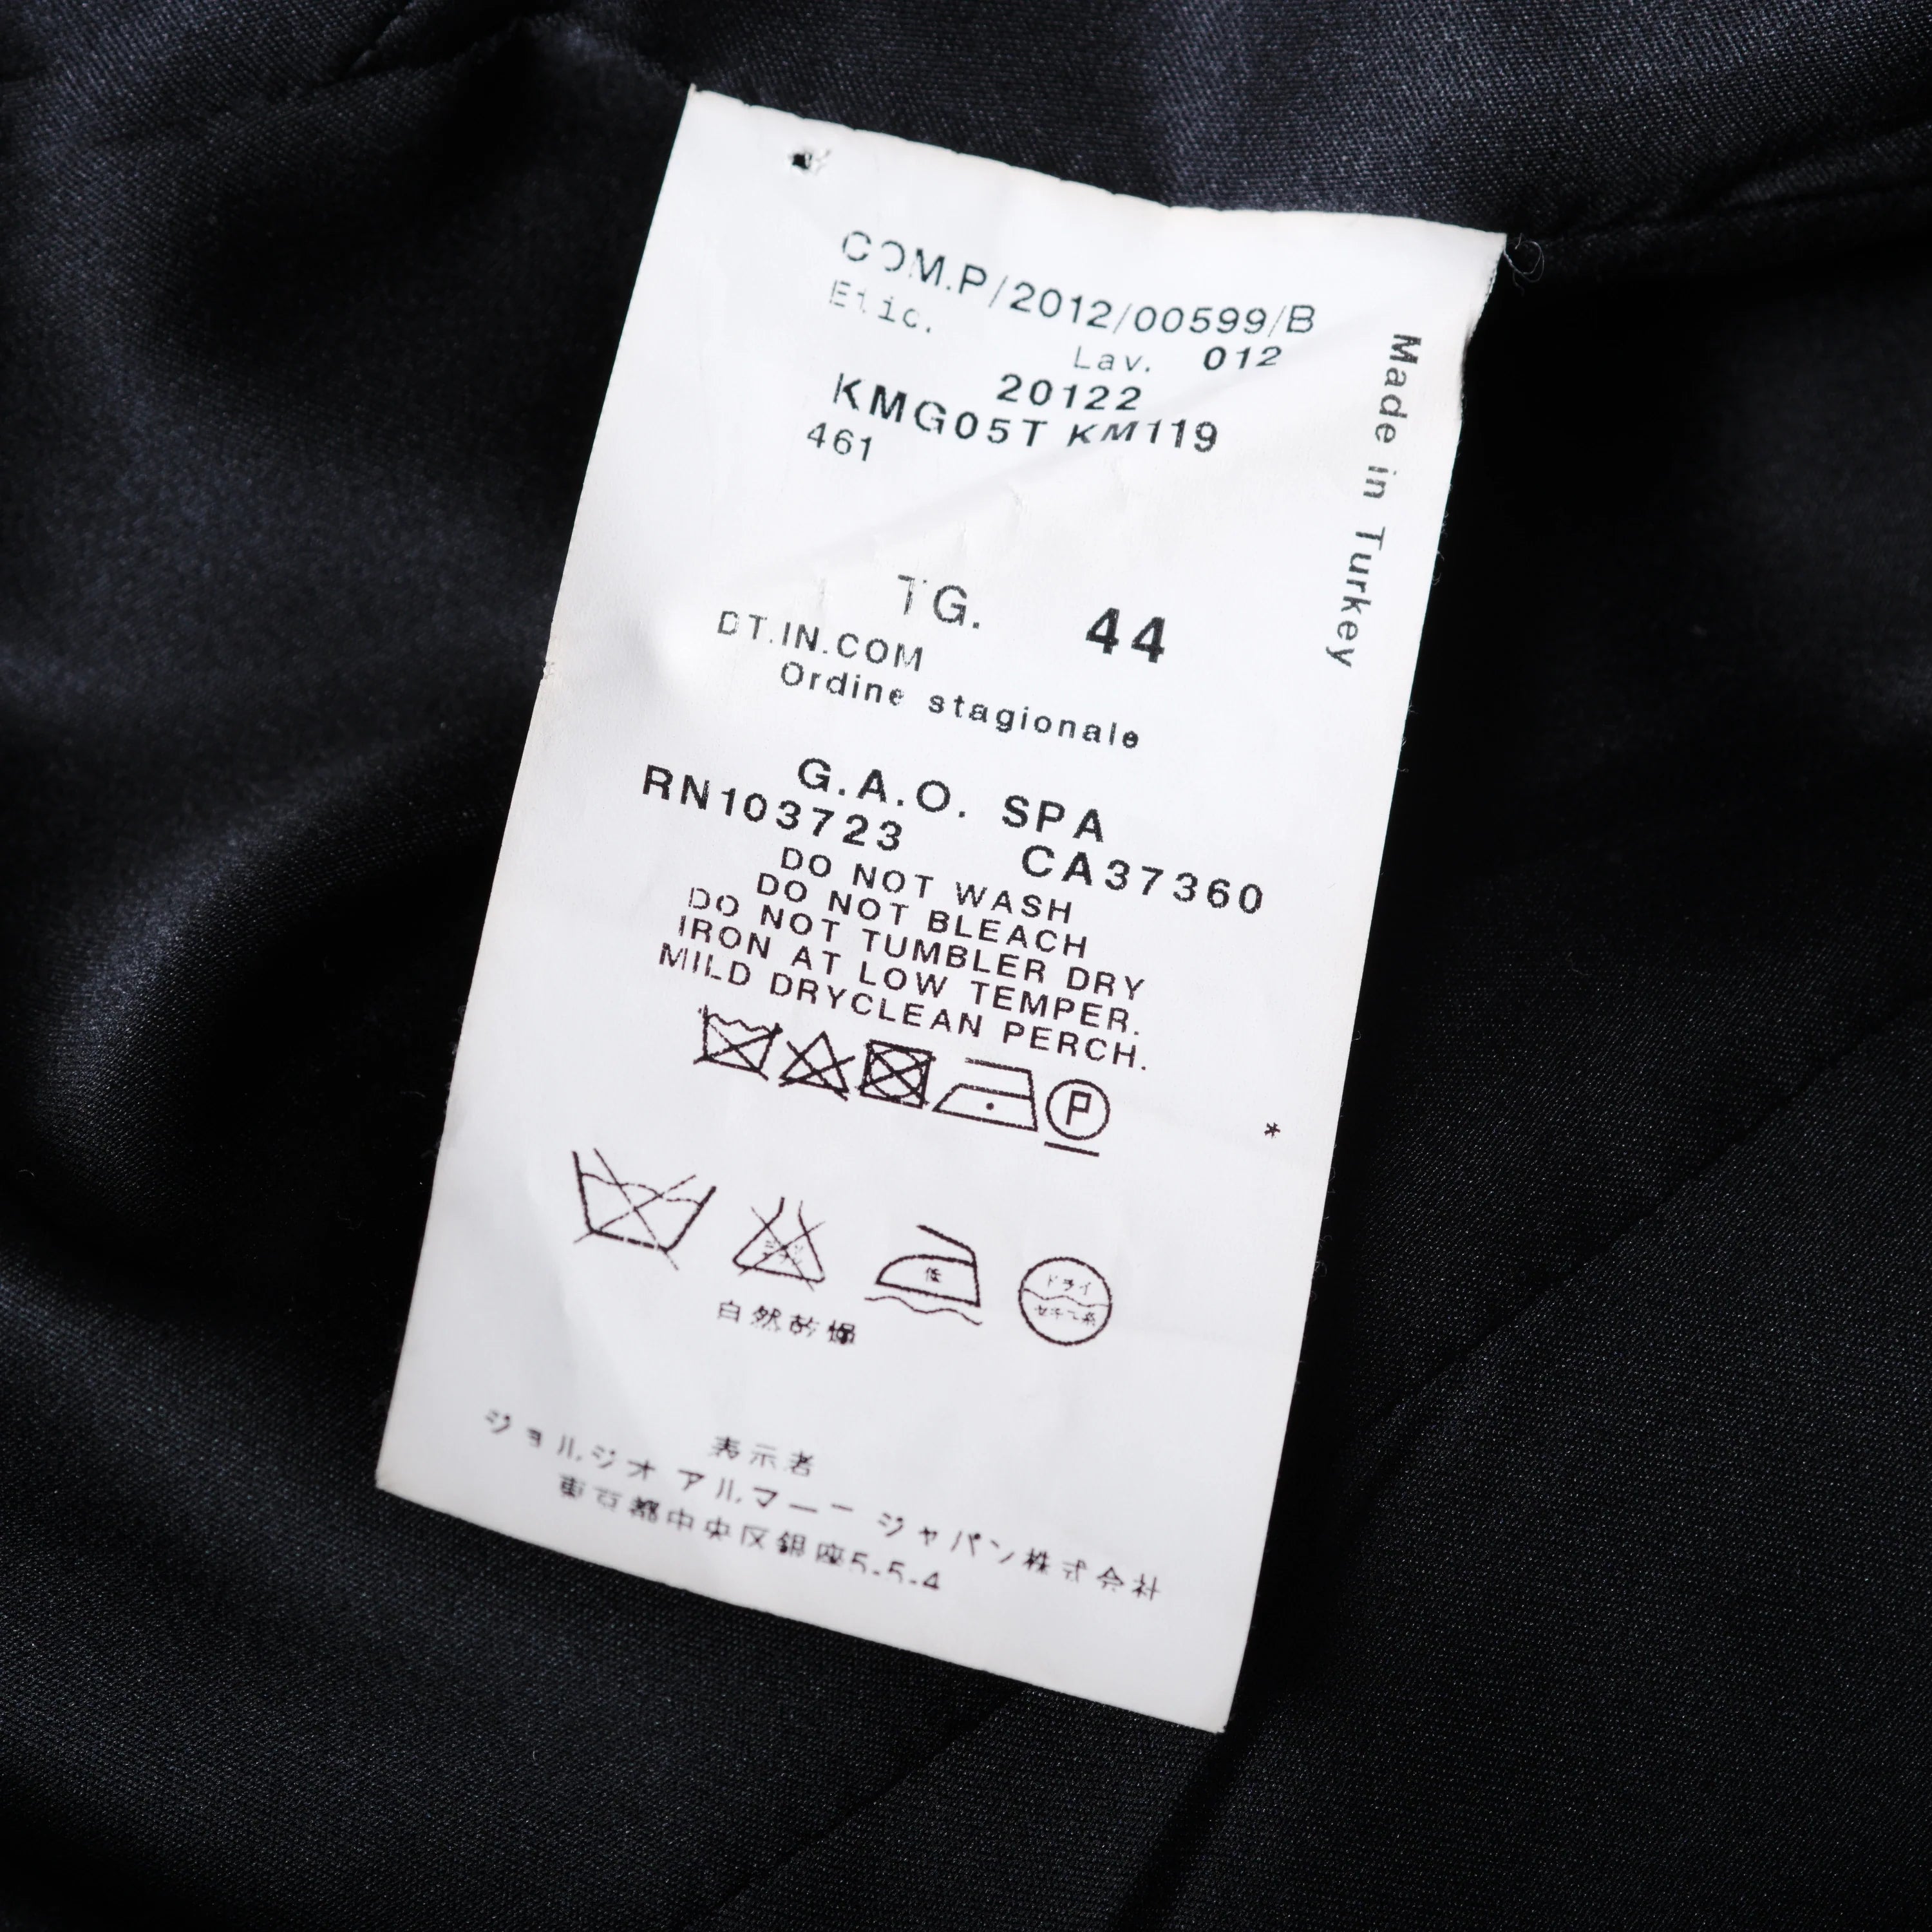 COM.P/2012/00599/B
Etic.
Lav. 012
20122
KMG05T KM119
461
Made in Turkey
TG. 44
DT.IN.COM
Ordine stagionale
G.A.O. SPA
RN103723 CA37360
DO NOT WASH
DO NOT BLEACH
DO NOT TUMBLER DRY
IRON AT LOW TEMPER.
MILD DRYCLEAN PERCH.
P
*
低
ドライ
自然乾燥
表示者
ジョルジオ アルマーニ ジャパン株式会社
東京都中央区銀座5-5-4